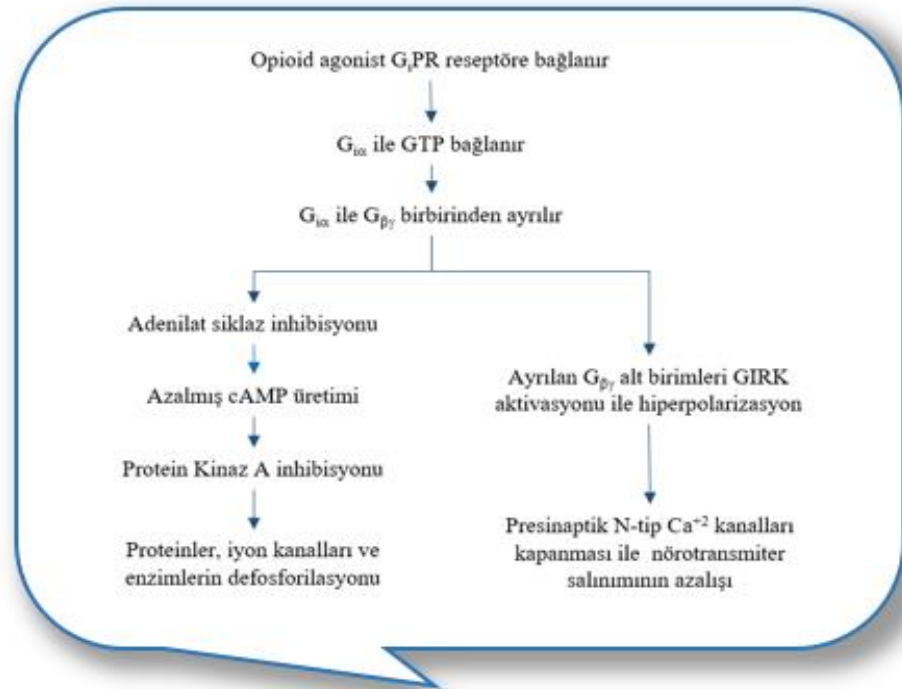 Opioid agonist GᵢPR reseptöre bağlanır
Gᵢα ile GTP bağlanır
Gᵢα ile Gβγ birbirinden ayrılır
Adenilat siklaz inhibisyonu
Azalmış cAMP üretimi
Protein Kinaz A inhibisyonu
Proteinler, iyon kanalları ve
enzimlerin defosforilasyonu
Ayrılan Gβγ alt birimleri GIRK
aktivasyonu ile hiperpolarizasyon
Presinaptik N-tip Ca⁺² kanalları
kapanması ile nörotransmiter
salınımının azalışı